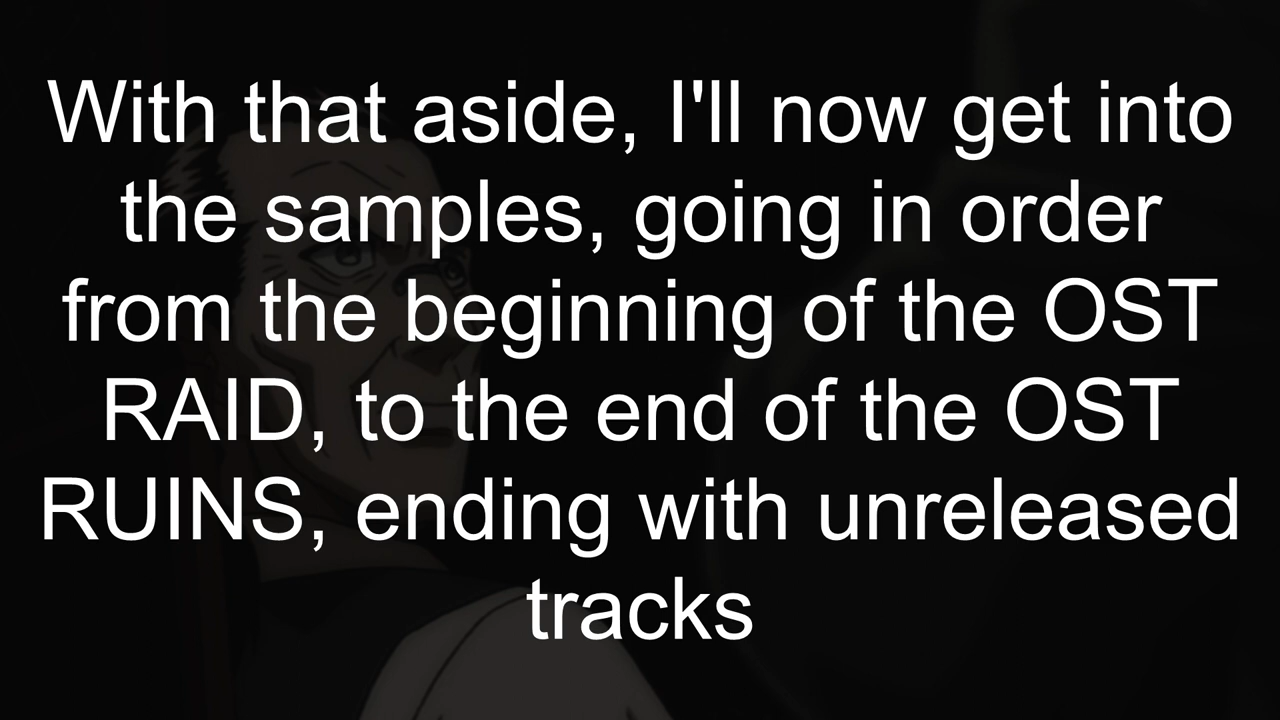 With that aside, I'll now get into
the samples, going in order
from the beginning of the OST
RAID, to the end of the OST
RUINS, ending with unreleased
tracks